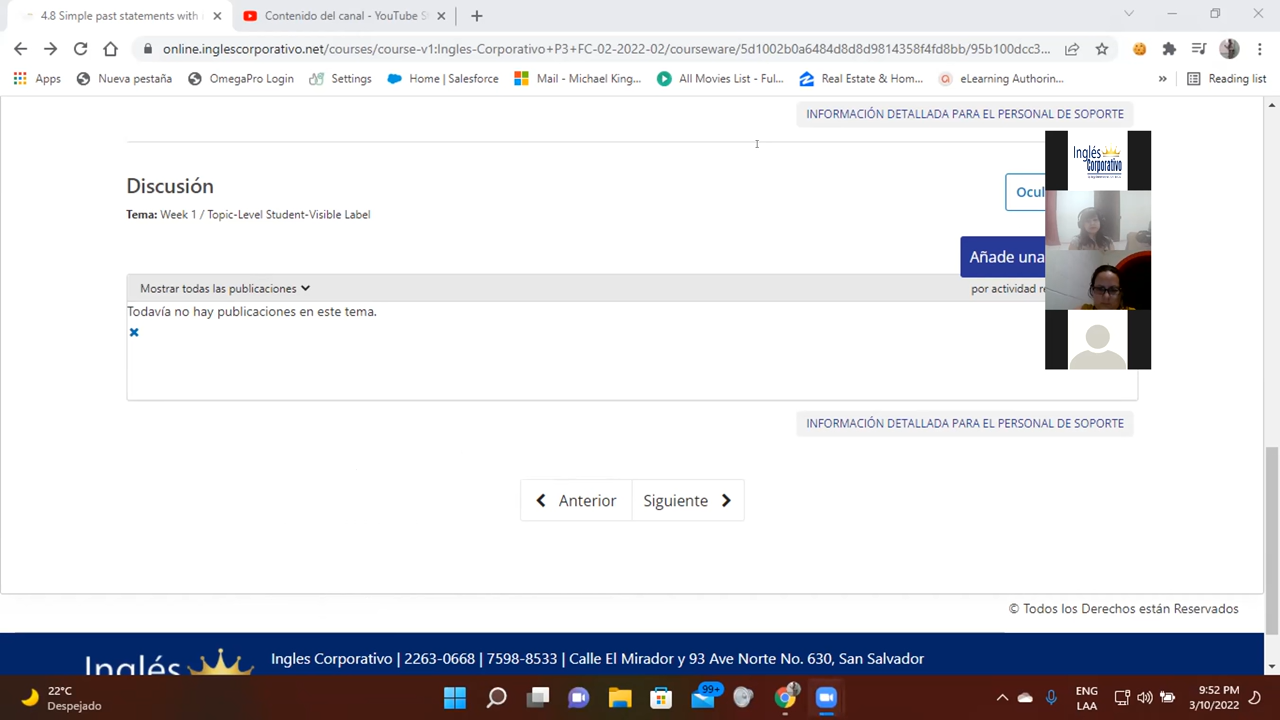 4.8 Simple past statements with
Contenido del canal - YouTube S
online.inglescorporativo.net/courses/course-v1:Ingles-Corporativo+P3+FC-02-2022-02/courseware/5d1002b0a6484d8d8d9814358f4fd8bb/95b100dcc3...
Apps
Nueva pestaña
OmegaPro Login
Settings
Home | Salesforce
Mail - Michael King...
All Movies List - Ful...
Real Estate & Hom...
eLearning Authorin...
»
Reading list
INFORMACIÓN DETALLADA PARA EL PERSONAL DE SOPORTE
Inglés
Corporativo
Discusión
Ocul
Tema: Week 1 / Topic-Level Student-Visible Label
Añade una
Mostrar todas las publicaciones
por actividad re
Todavía no hay publicaciones en este tema.
INFORMACIÓN DETALLADA PARA EL PERSONAL DE SOPORTE
Anterior
Siguiente
© Todos los Derechos están Reservados
Inglés
Ingles Corporativo | 2263-0668 | 7598-8533 | Calle El Mirador y 93 Ave Norte No. 630, San Salvador
22°C
Despejado
99+
ENG
LAA
9:52 PM
3/10/2022